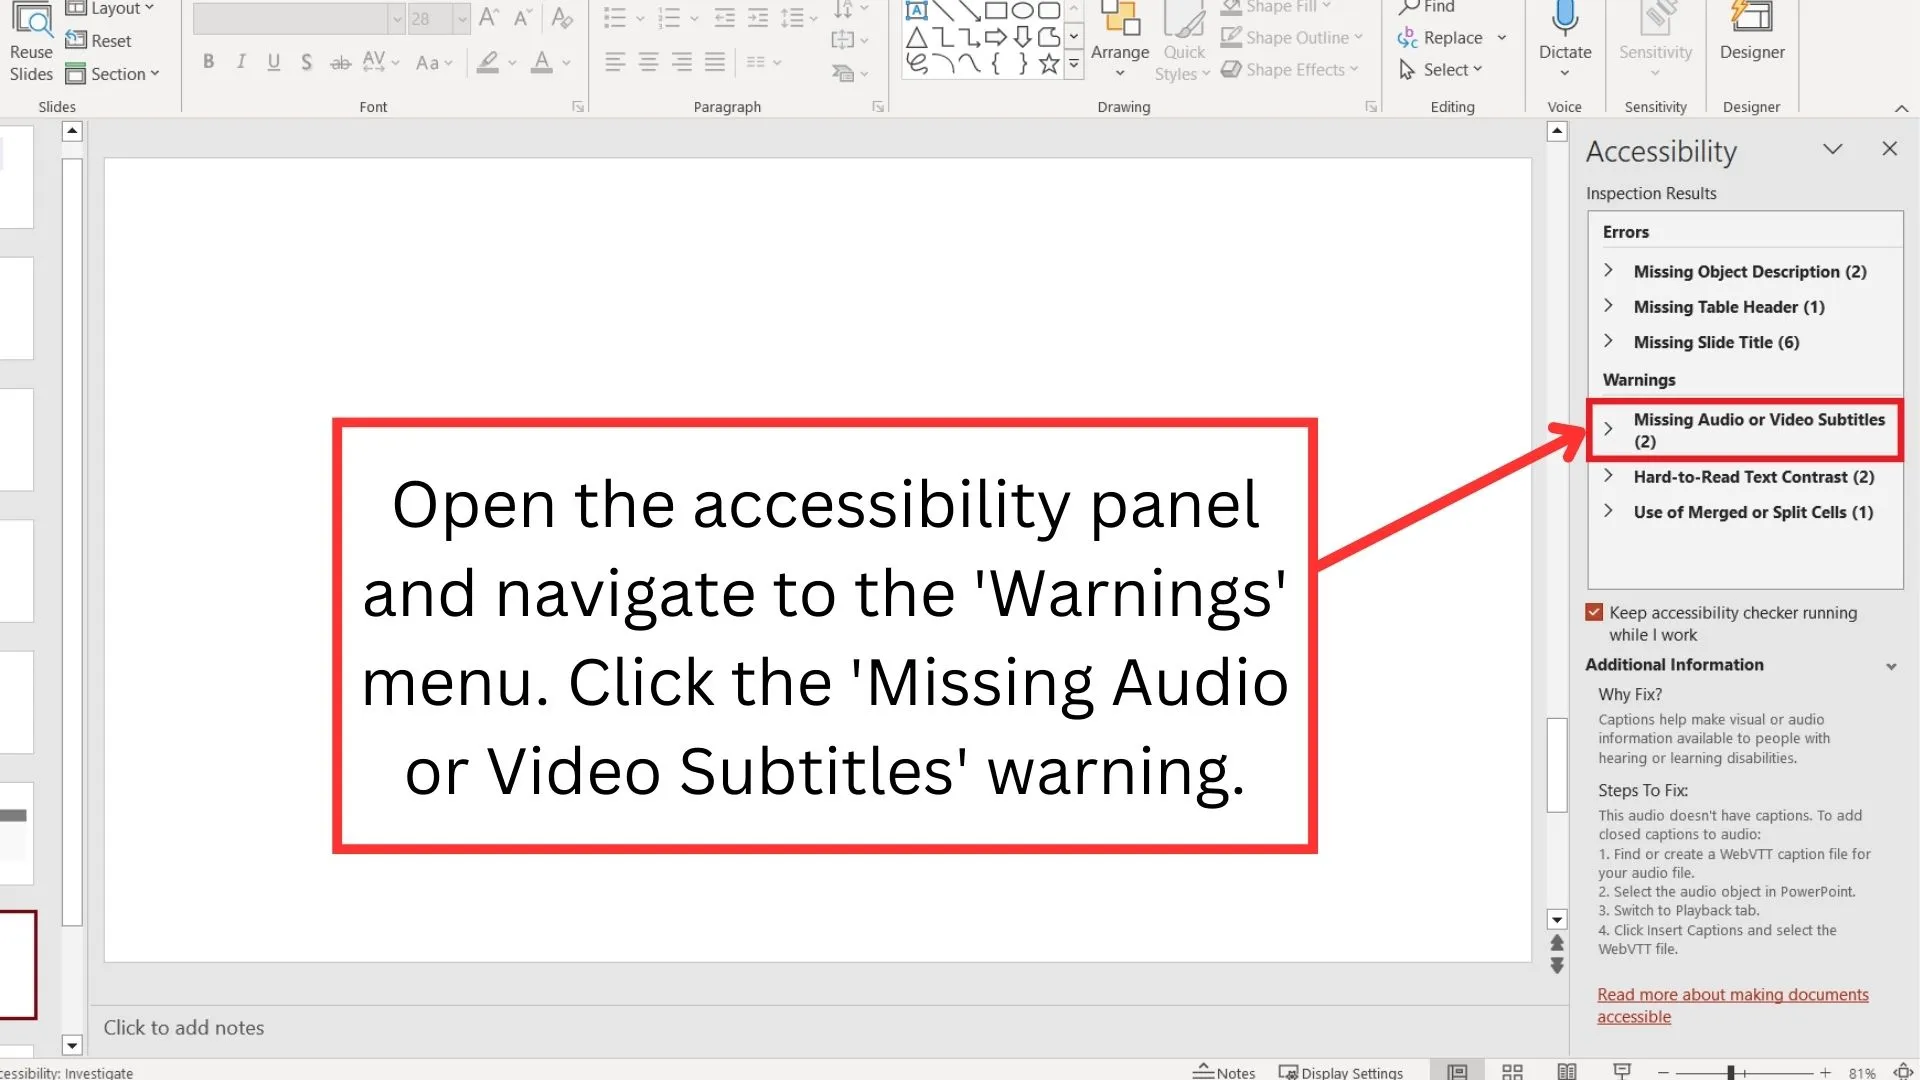 Layout
Reset
Section
Reuse
Slides
Slides
28
B I U S ab AV Aa A
Font
Paragraph
A
Arrange
Quick
Styles
Shape Fill
Shape Outline
Shape Effects
Drawing
Find
Replace
Select
Editing
Dictate
Voice
Sensitivity
Sensitivity
Designer
Designer
Open the accessibility panel
and navigate to the 'Warnings'
menu. Click the 'Missing Audio
or Video Subtitles' warning.
Click to add notes
Accessibility
Inspection Results
Errors
Missing Object Description (2)
Missing Table Header (1)
Missing Slide Title (6)
Warnings
Missing Audio or Video Subtitles
(2)
Hard-to-Read Text Contrast (2)
Use of Merged or Split Cells (1)
Keep accessibility checker running
while I work
Additional Information
Why Fix?
Captions help make visual or audio
information available to people with
hearing or learning disabilities.
Steps To Fix:
This audio doesn't have captions. To add
closed captions to audio:
1. Find or create a WebVTT caption file for
your audio file.
2. Select the audio object in PowerPoint.
3. Switch to Playback tab.
4. Click Insert Captions and select the
WebVTT file.
Read more about making documents
accessible
cessibility: Investigate
Notes
Display Settings
81%